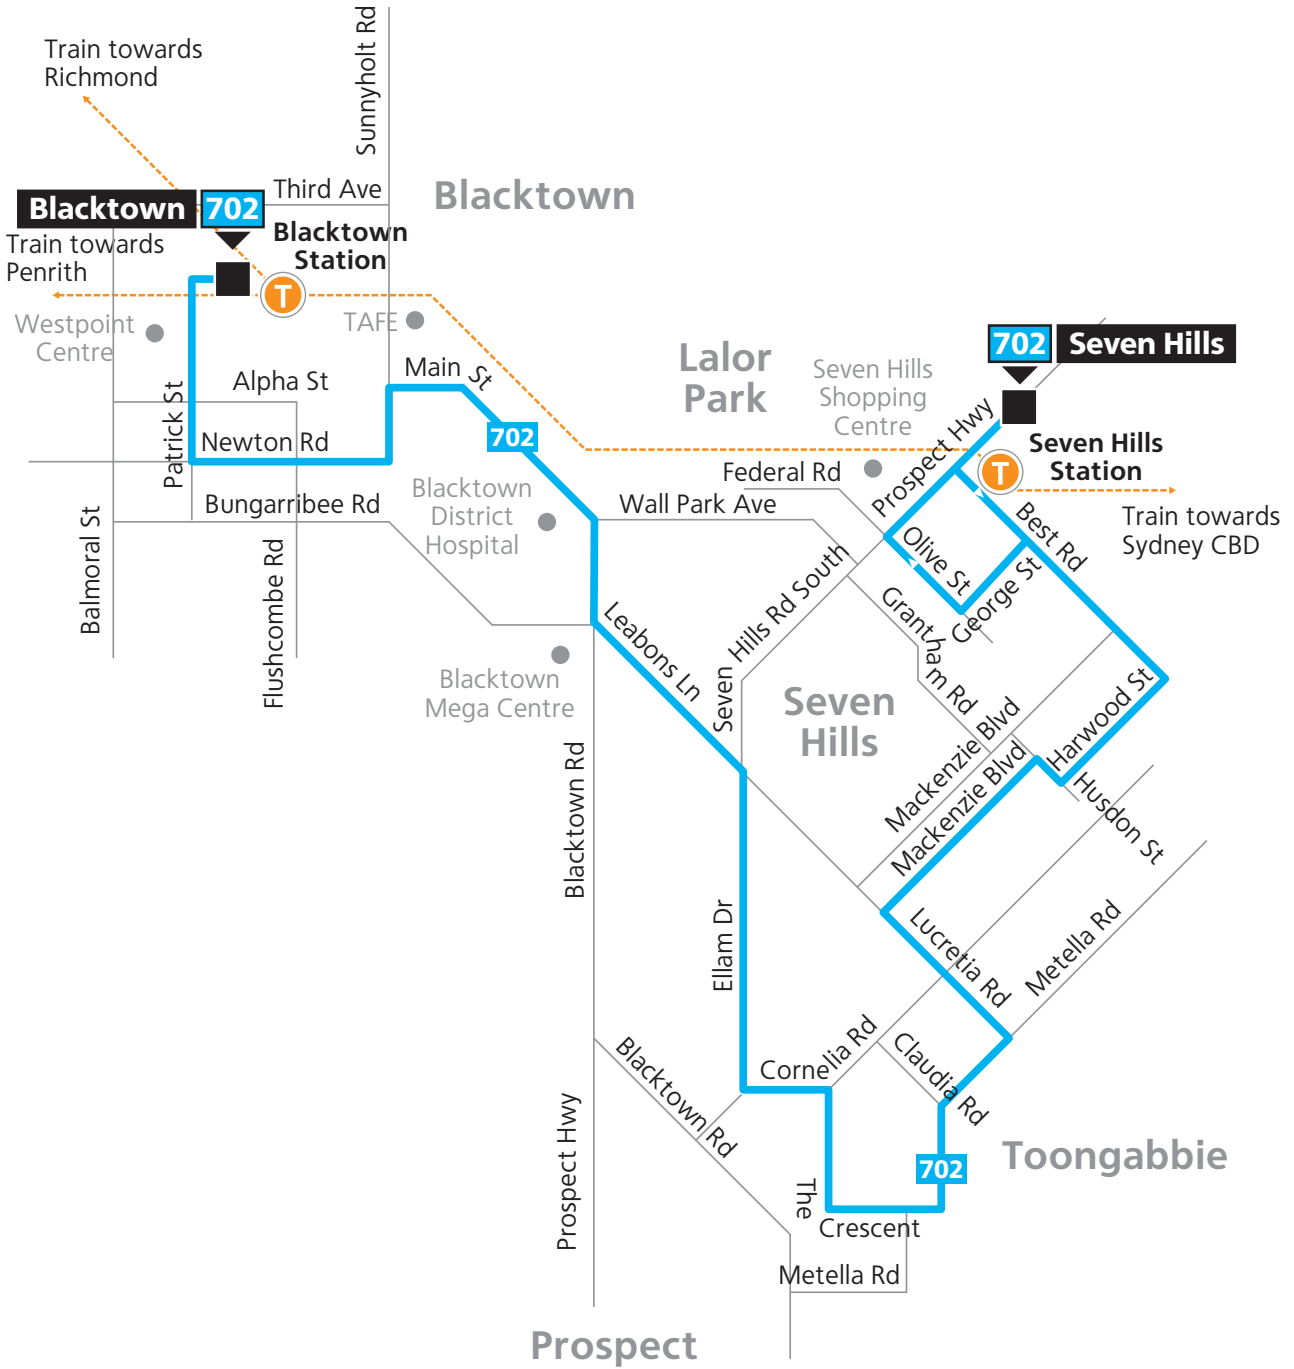 Sunnyholt Rd
Train towards
Richmond
Third Ave
Blacktown
Blacktown 702
Train towards
Penrith
Blacktown
Station
T
Westpoint
Centre
TAFE
Main St
Alpha St
Patrick St
Newton Rd
702
Lalor
Park
702 Seven Hills
Seven Hills
Shopping
Centre
Prospect Hwy
Seven Hills
Station
T
Federal Rd
Train towards
Sydney CBD
Balmoral St
Bungarribee Rd
Flushcombe Rd
Blacktown
District
Hospital
Wall Park Ave
Best Rd
Olive St
George St
Seven Hills Rd South
Grantham Rd
Leabons Ln
Blacktown
Mega Centre
Seven
Hills
Mackenzie Blvd
Mackenzie Blvd
Harwood St
Husdon St
Blacktown Rd
Ellam Dr
Lucretia Rd
Metella Rd
Cornelia Rd
Claudia Rd
Blacktown Rd
Prospect Hwy
702
Toongabbie
The
Crescent
Metella Rd
Prospect